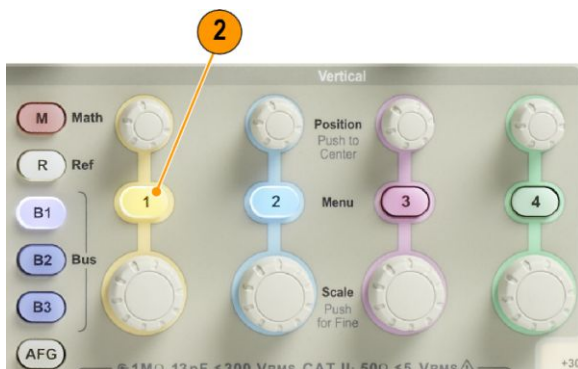 2
Vertical
M Math
Position
Push to
Center
R Ref
B1
1
2
Menu
3
4
B2 Bus
B3
Scale
Push
for Fine
AFG